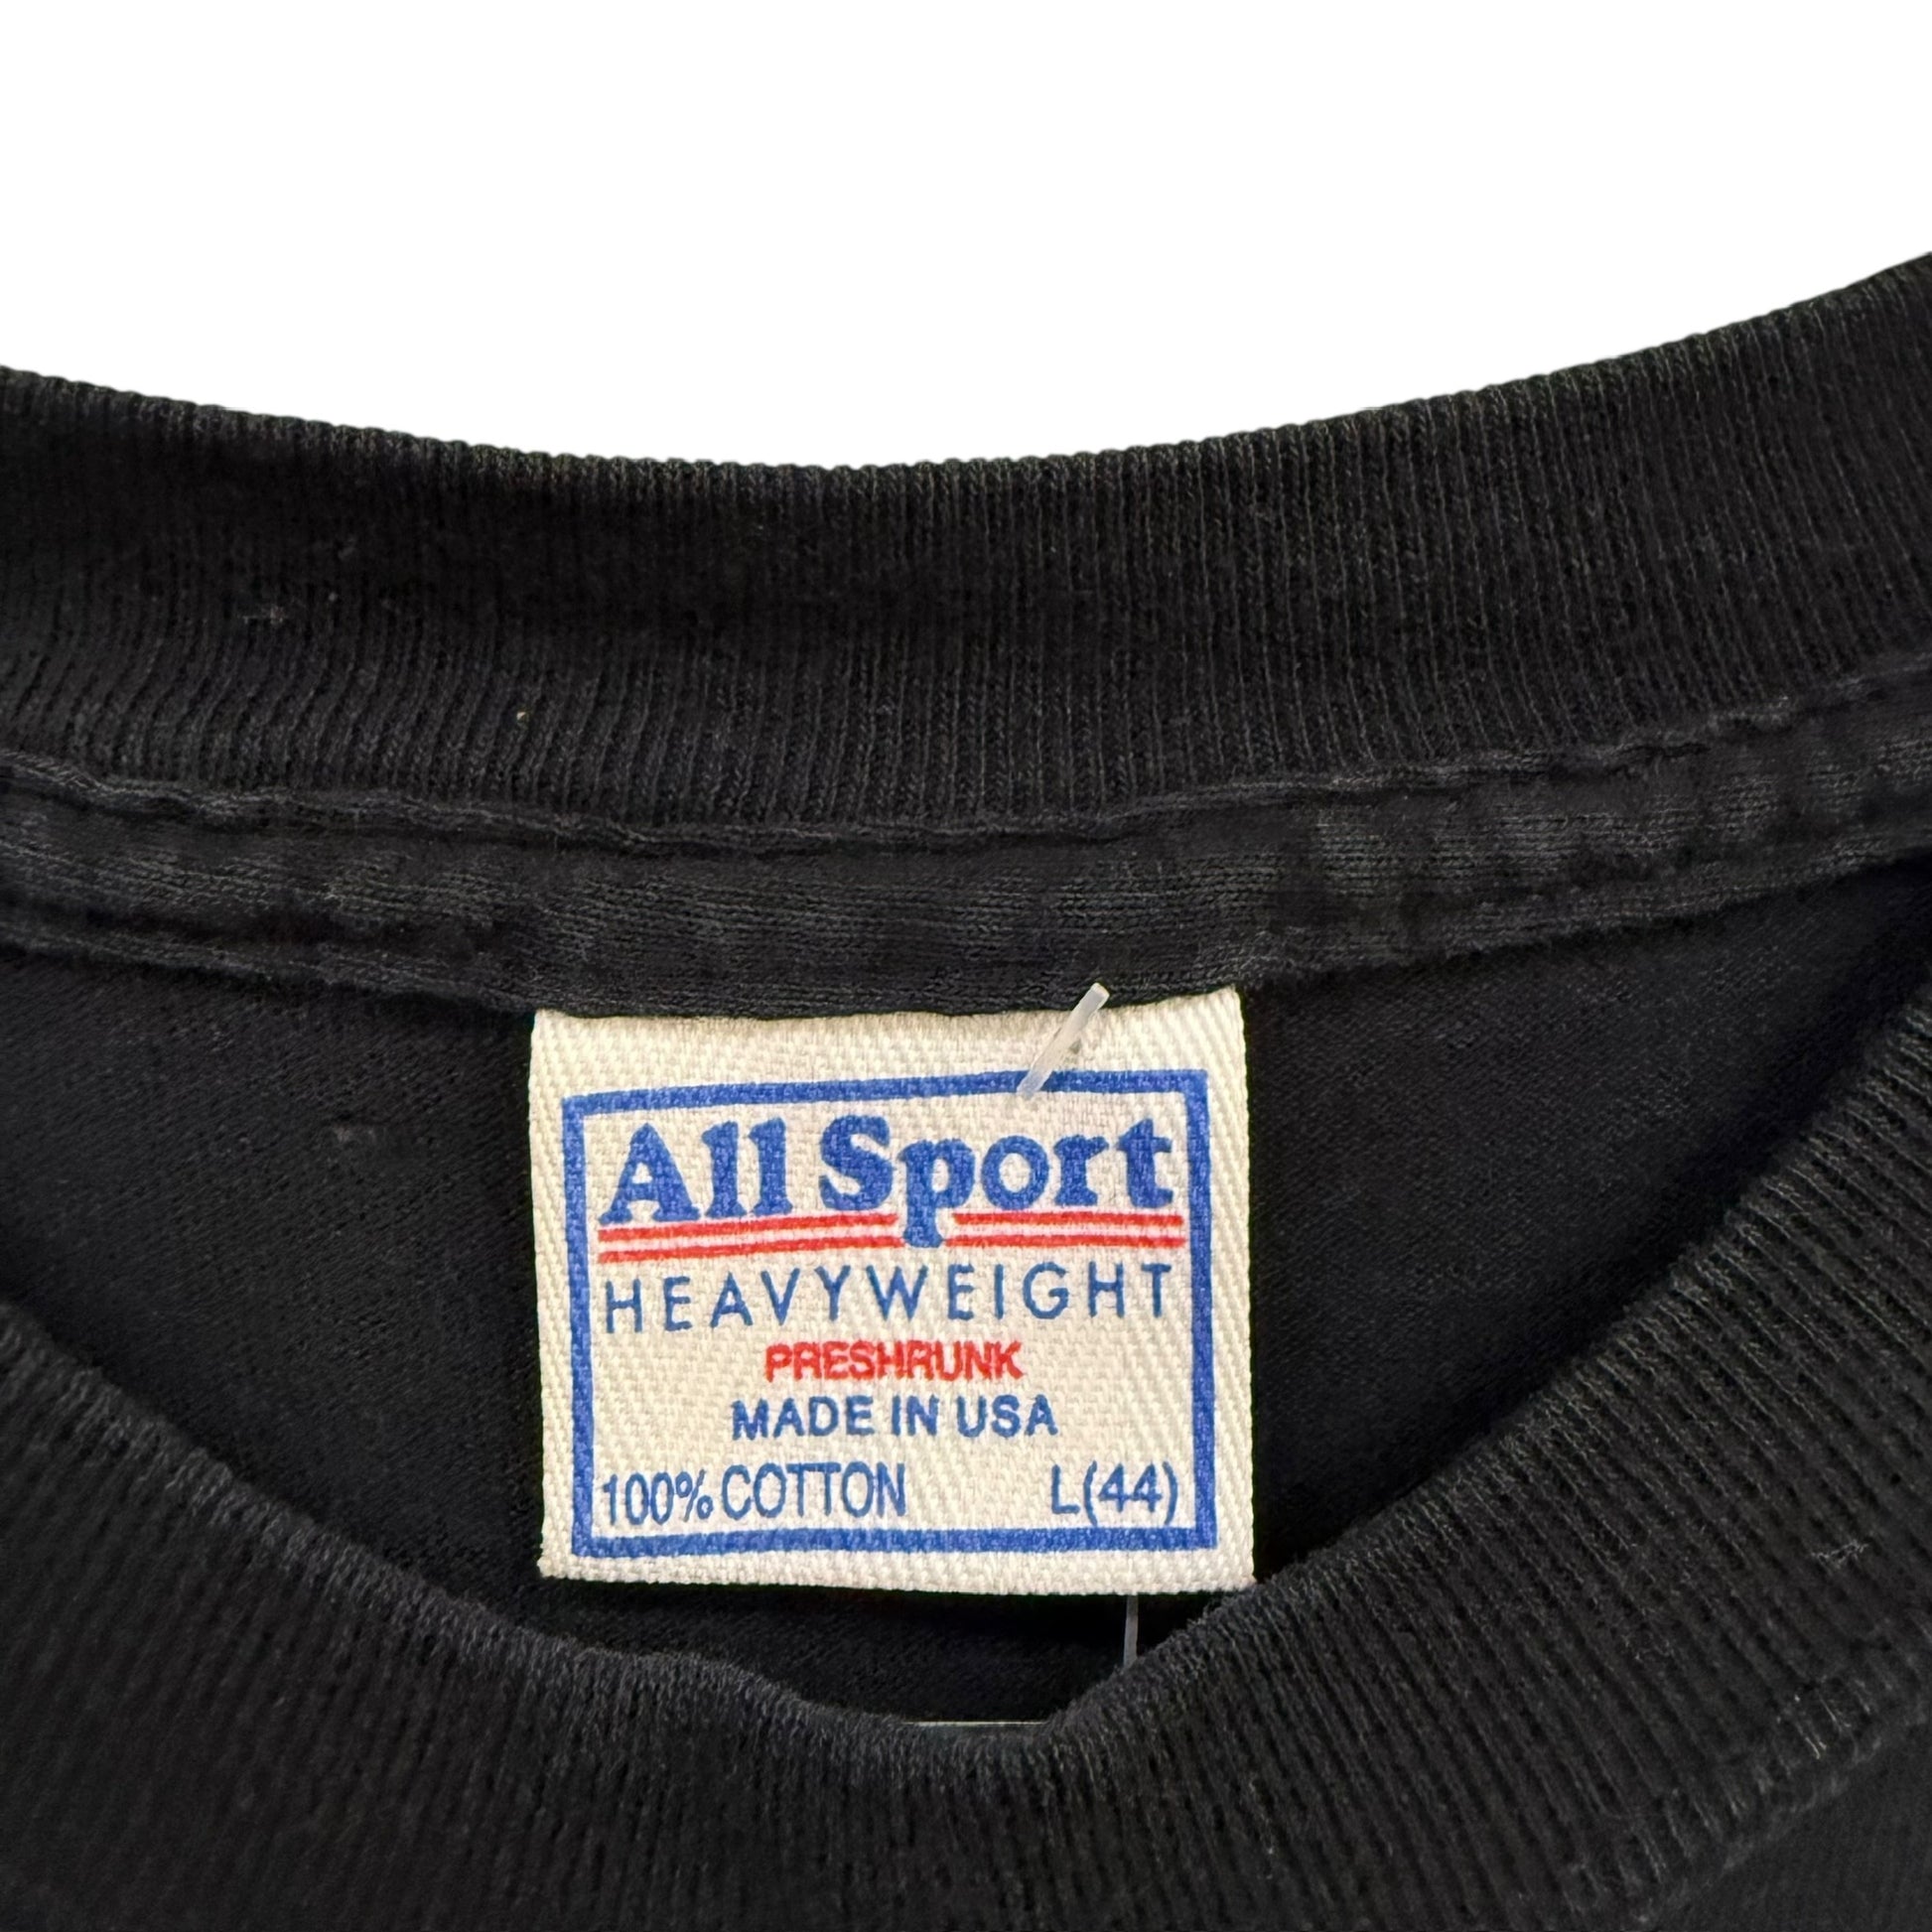 All Sport
HEAVYWEIGHT
PRESHRUNK
MADE IN USA
100% COTTON L(44)